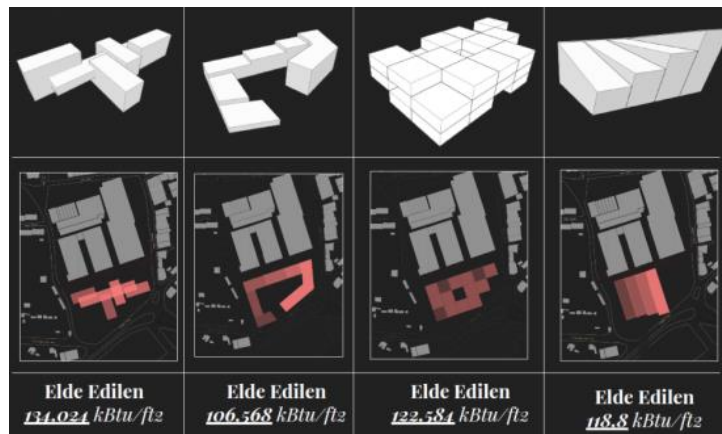 Elde Edilen
134.024 kBtu/ft2
Elde Edilen
106.568 kBtu/ft2
Elde Edilen
122.584 kBtu/ft2
Elde Edilen
118.8 kBtu/ft2